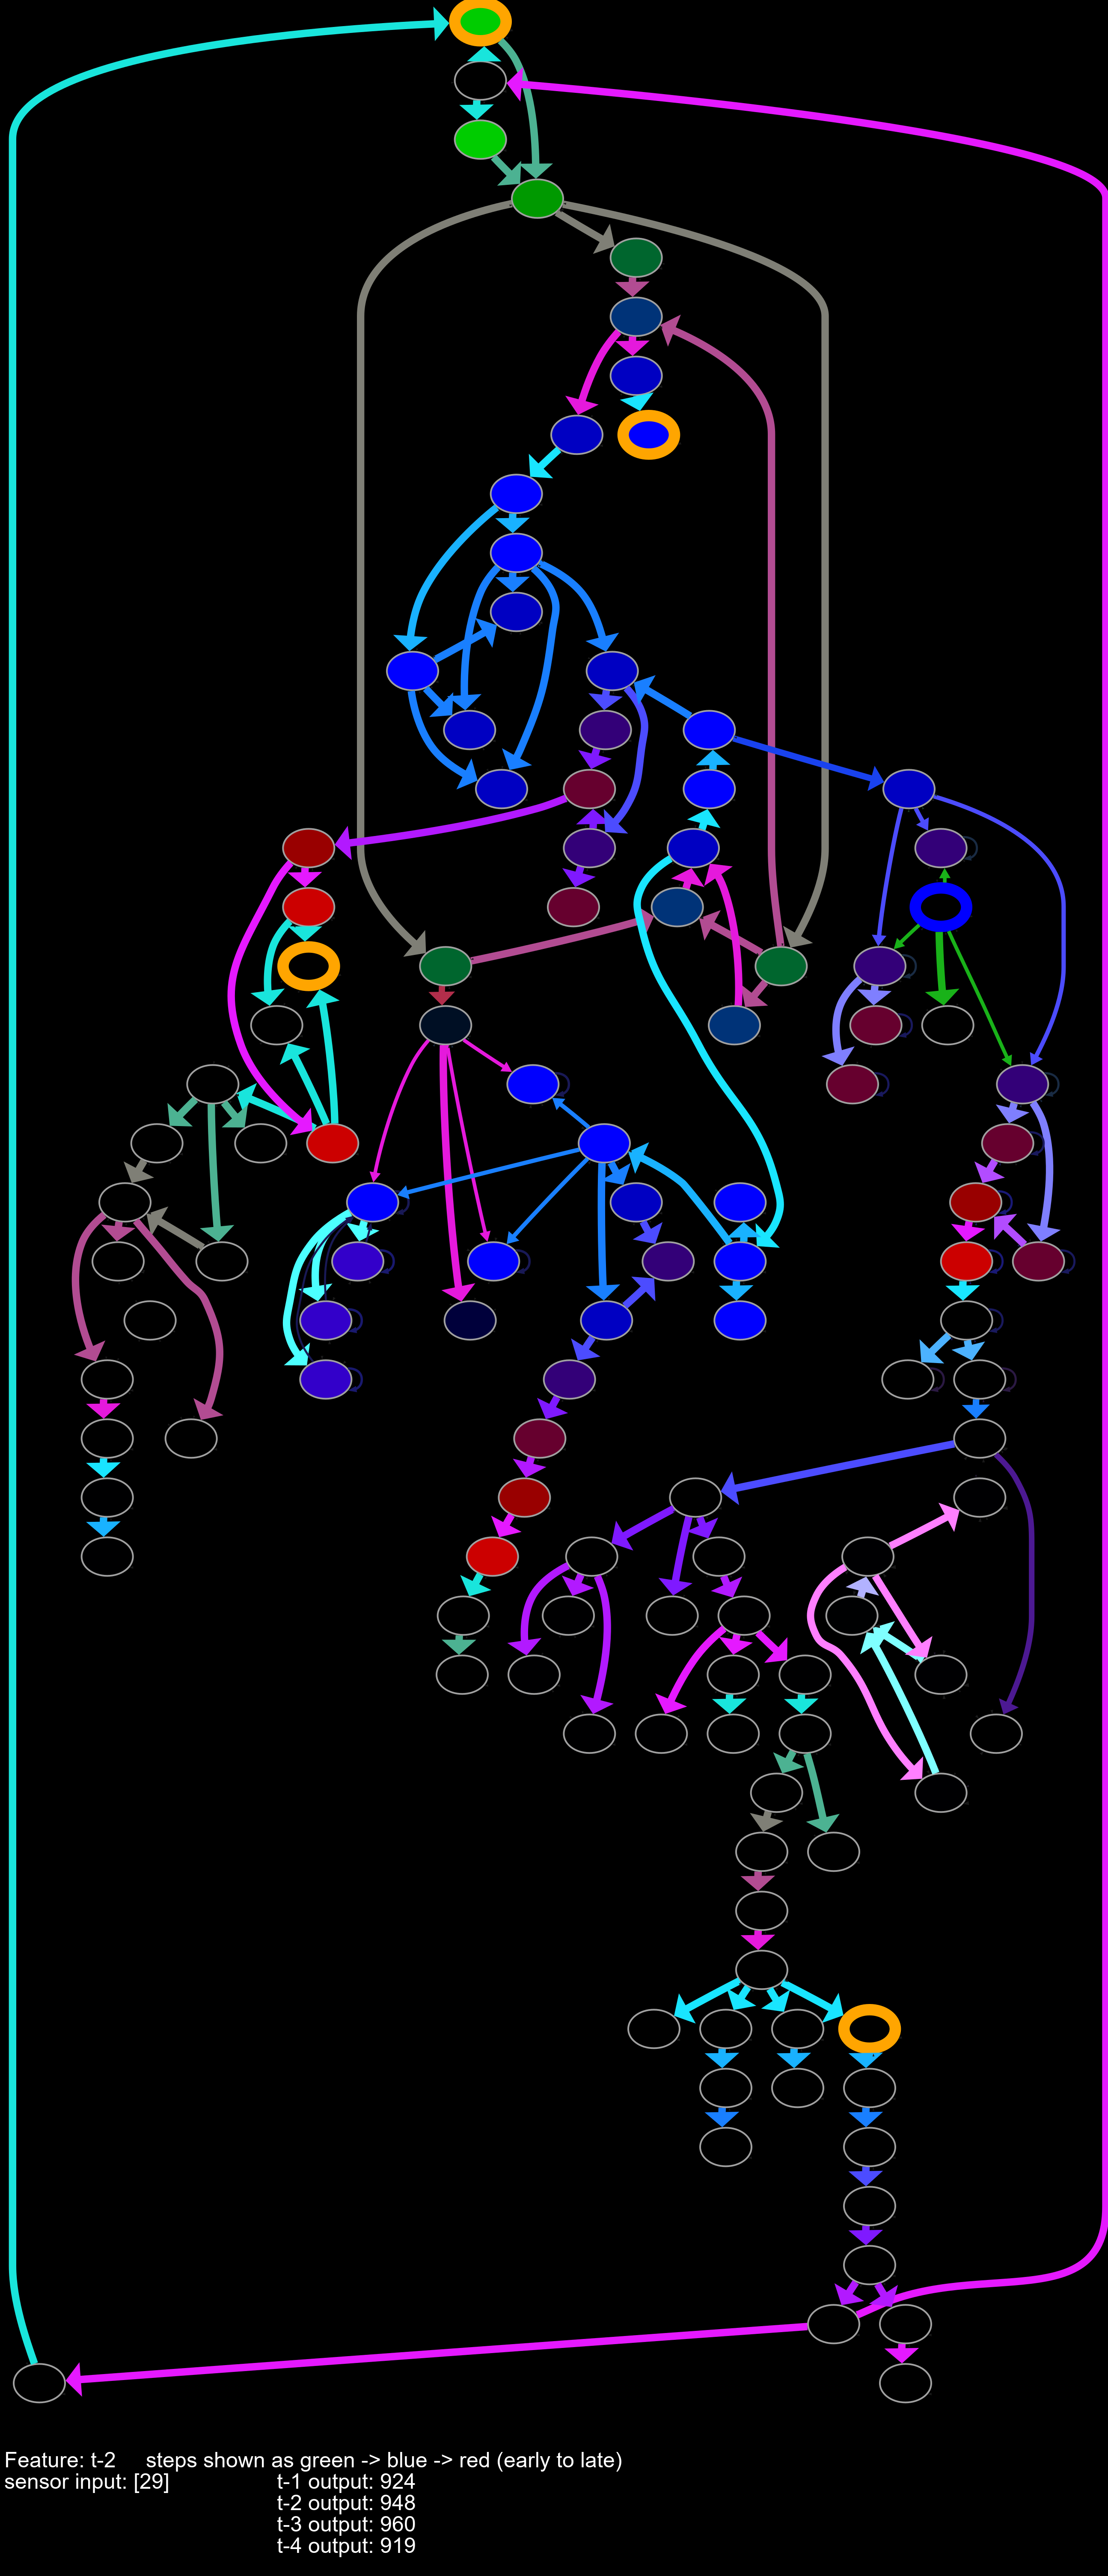 Feature: t-2     steps shown as green -> blue -> red (early to late)
sensor input: [29]                  t-1 output: 924
t-2 output: 948
t-3 output: 960
t-4 output: 919